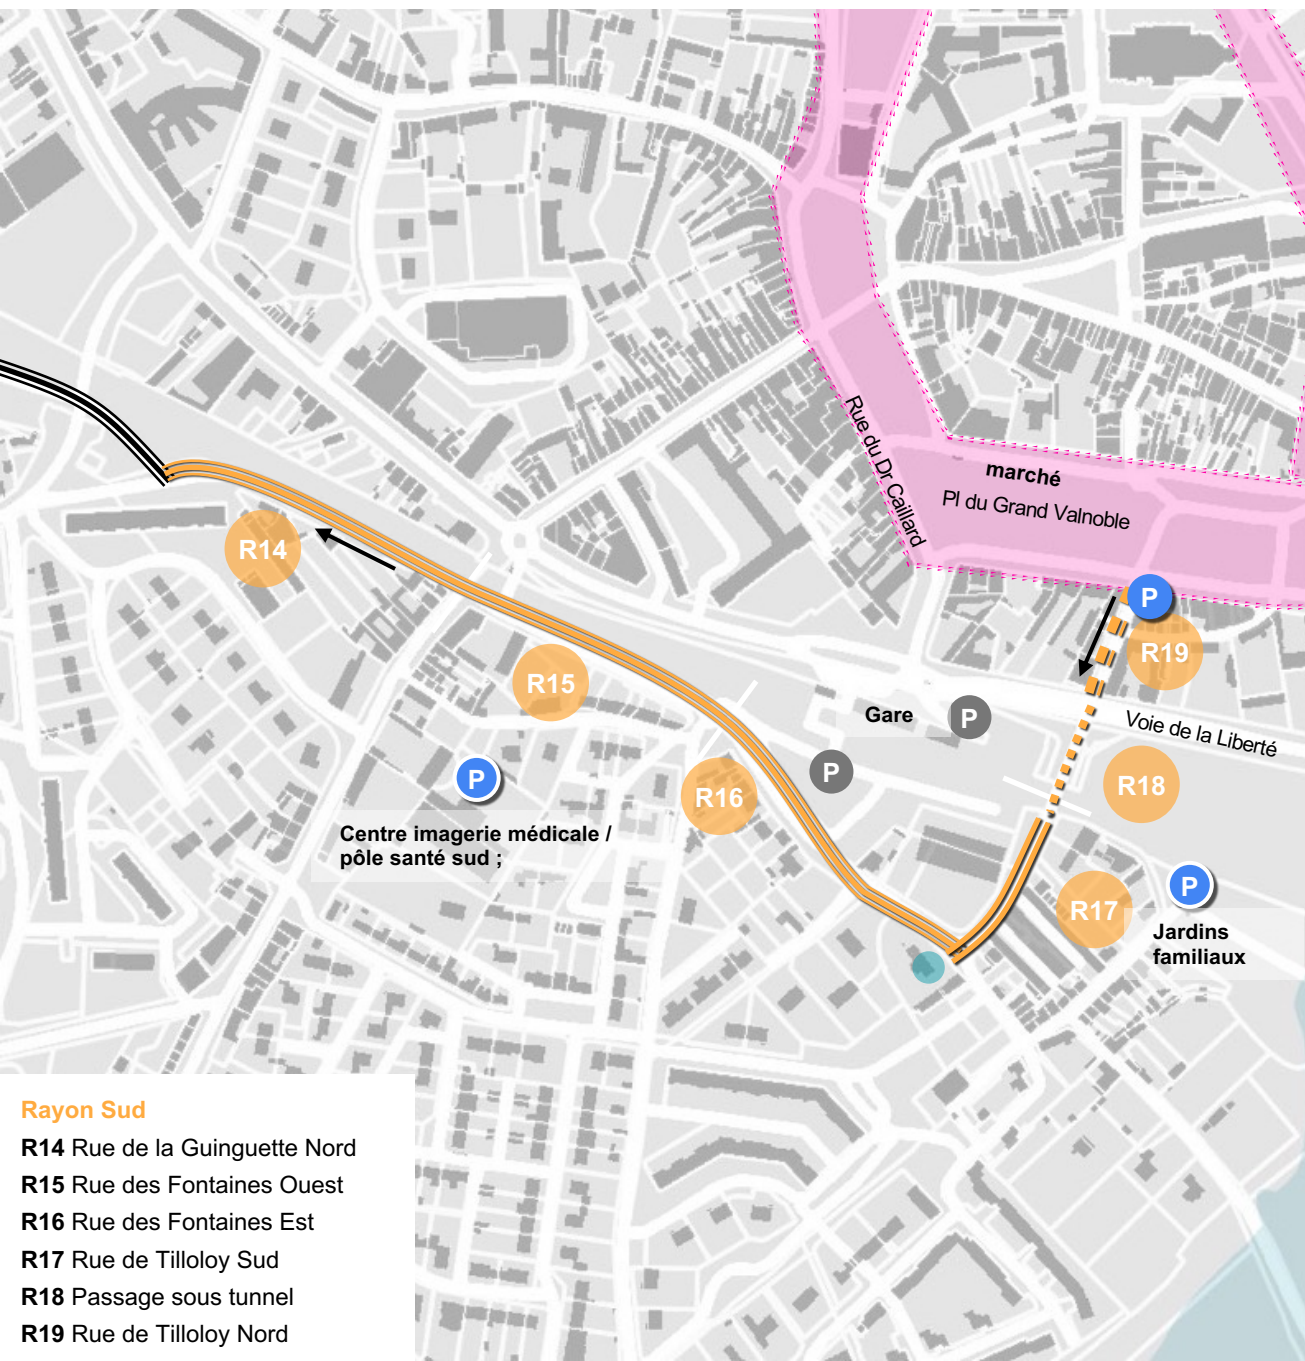 Rue du Dr Caillard
marché
Pl du Grand Valnoble
R14
P
R19
R15
Gare
P
Voie de la Liberté
P
P
R16
R18
Centre imagerie médicale /
pôle santé sud ;
P
R17
Jardins
familiaux
Rayon Sud
R14 Rue de la Guinguette Nord
R15 Rue des Fontaines Ouest
R16 Rue des Fontaines Est
R17 Rue de Tilloloy Sud
R18 Passage sous tunnel
R19 Rue de Tilloloy Nord